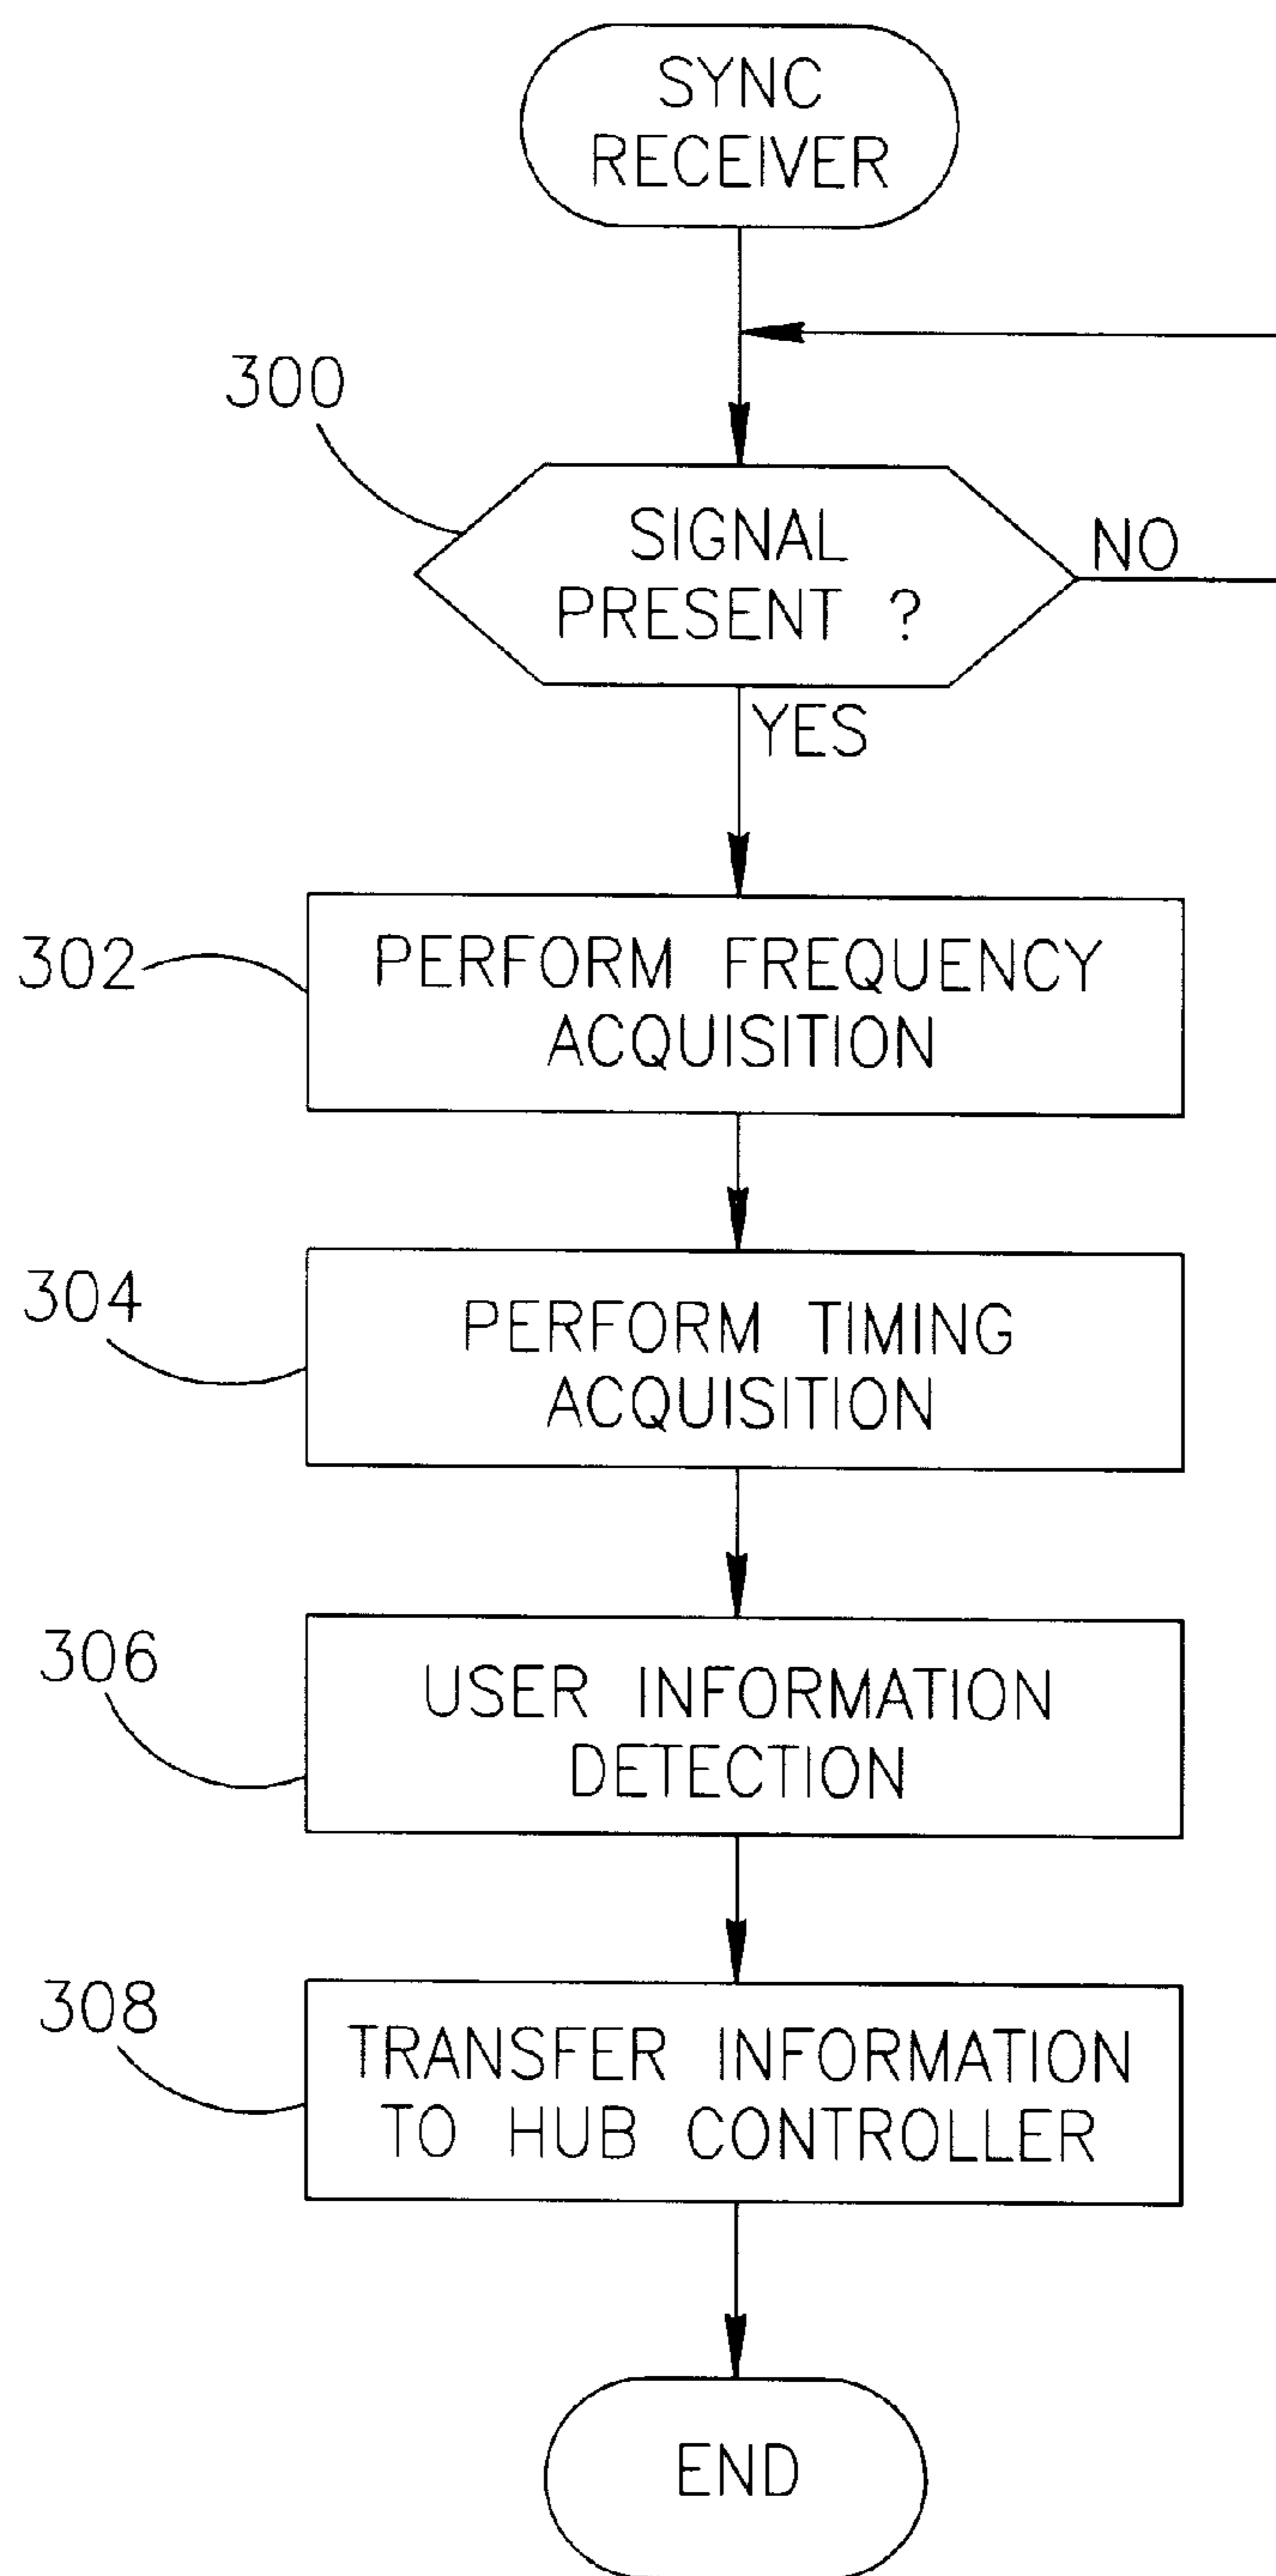 SYNC
RECEIVER
300
SIGNAL
PRESENT ?
NO
YES
302
PERFORM FREQUENCY
ACQUISITION
304
PERFORM TIMING
ACQUISITION
306
USER INFORMATION
DETECTION
308
TRANSFER INFORMATION
TO HUB CONTROLLER
END